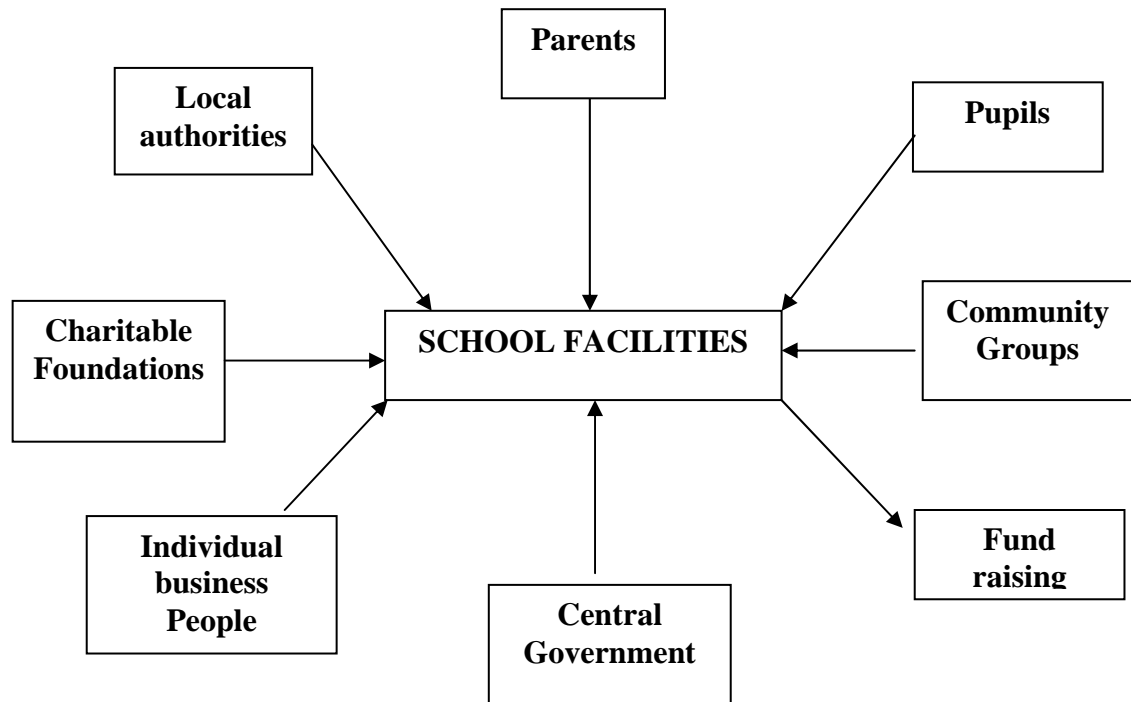 Parents
Local
authorities
Pupils
Charitable
Foundations
SCHOOL FACILITIES
Community
Groups
Individual
business
People
Central
Government
Fund
raising